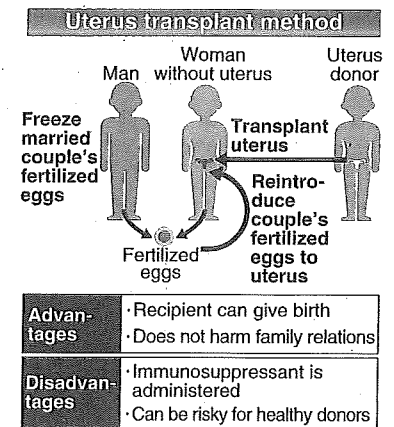 Uterus transplant method
Man
Woman
without uterus
Uterus
donor
Freeze
married
couple's
fertilized
eggs
Transplant
uterus
Reintro-
duce
couple's
fertilized
eggs to
uterus
Fertilized
eggs
Advan-
tages
·Recipient can give birth
·Does not harm family relations
Disadvan-
tages
·Immunosuppressant is
administered
·Can be risky for healthy donors